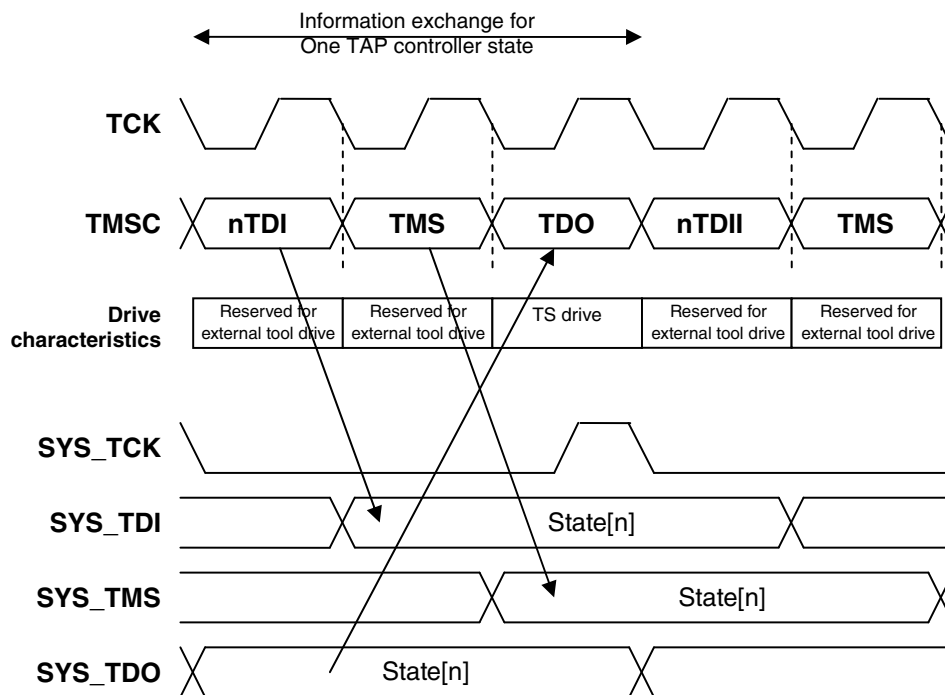 Information exchange for
One TAP controller state
TCK
TMSC
nTDI
TMS
TDO
nTDII
TMS
Drive
characteristics
Reserved for
external tool drive
Reserved for
external tool drive
TS drive
Reserved for
external tool drive
Reserved for
external tool drive
SYS_TCK
SYS_TDI
State[n]
SYS_TMS
State[n]
SYS_TDO
State[n]